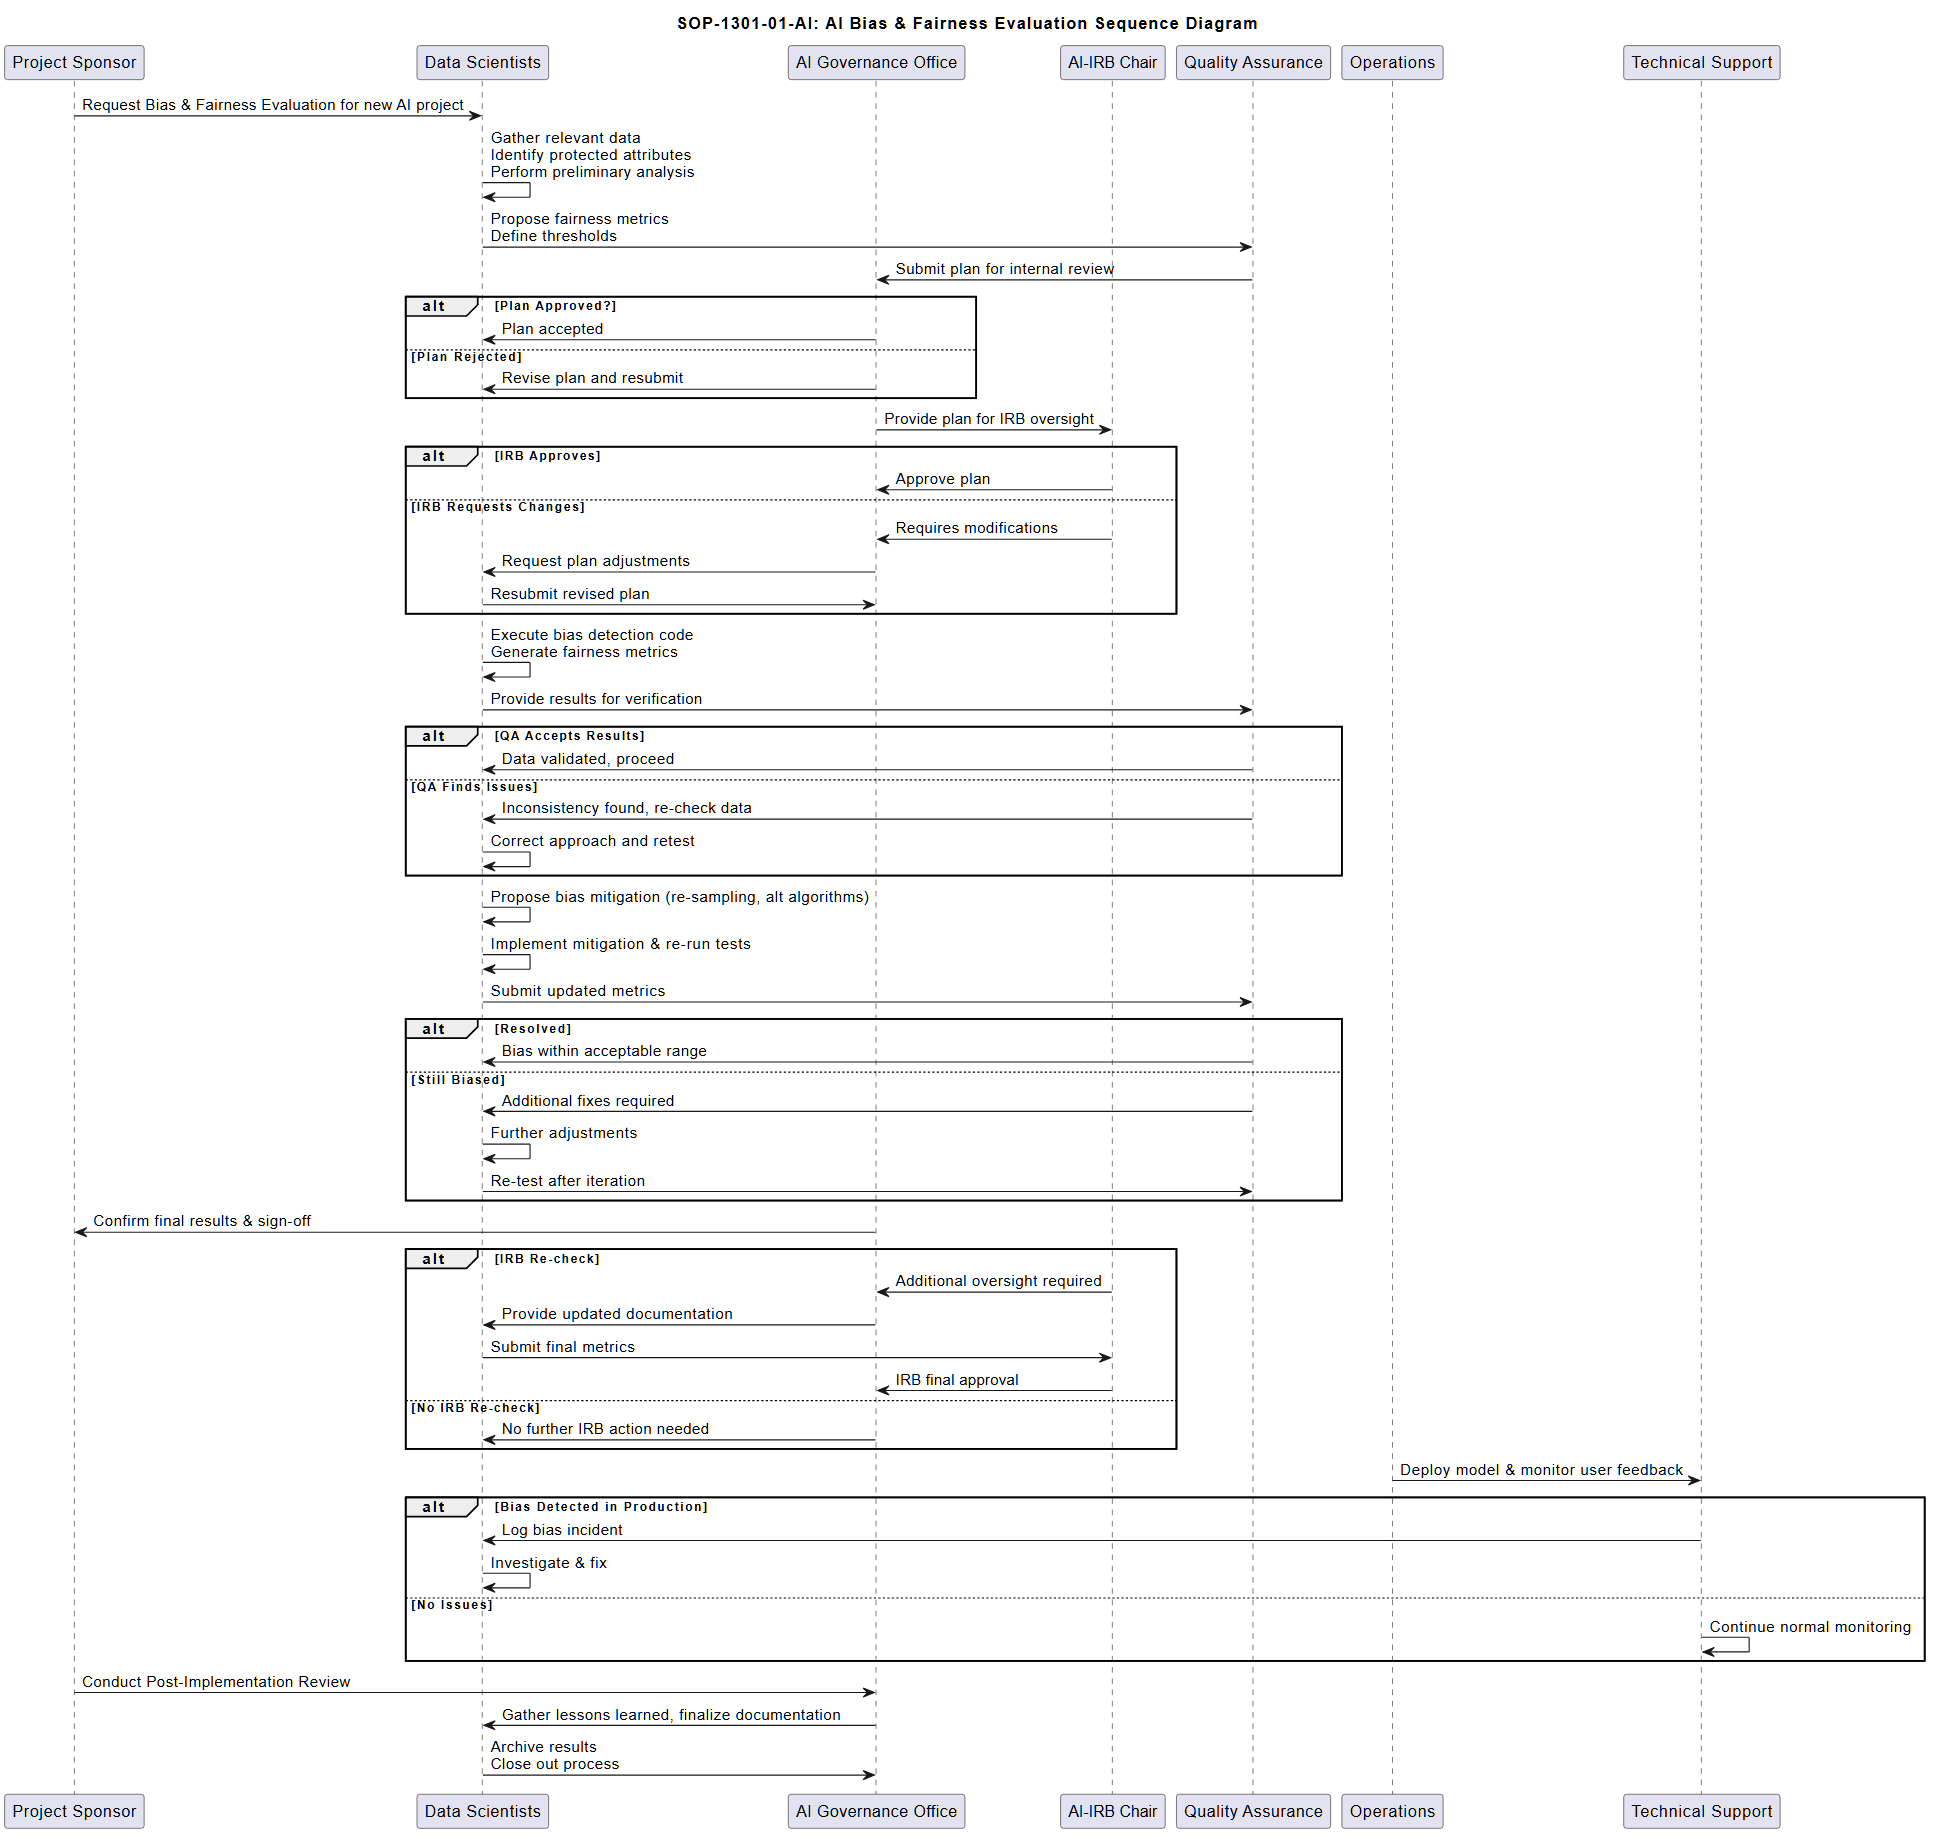 SOP-1301-01-AI: AI Bias & Fairness Evaluation Sequence Diagram
Project Sponsor
Data Scientists
AI Governance Office
AI-IRB Chair
Quality Assurance
Operations
Technical Support
Request Bias & Fairness Evaluation for new AI project
Gather relevant data
Identify protected attributes
Perform preliminary analysis
Propose fairness metrics
Define thresholds
Submit plan for internal review
alt
[Plan Approved?]
Plan accepted
[Plan Rejected]
Revise plan and resubmit
Provide plan for IRB oversight
alt
[IRB Approves]
Approve plan
[IRB Requests Changes]
Requires modifications
Request plan adjustments
Resubmit revised plan
Execute bias detection code
Generate fairness metrics
Provide results for verification
alt
[QA Accepts Results]
Data validated, proceed
[QA Finds Issues]
Inconsistency found, re-check data
Correct approach and retest
Propose bias mitigation (re-sampling, alt algorithms)
Implement mitigation & re-run tests
Submit updated metrics
alt
[Resolved]
Bias within acceptable range
[Still Biased]
Additional fixes required
Further adjustments
Re-test after iteration
Confirm final results & sign-off
alt
[IRB Re-check]
Additional oversight required
Provide updated documentation
Submit final metrics
IRB final approval
[No IRB Re-check]
No further IRB action needed
Deploy model & monitor user feedback
alt
[Bias Detected in Production]
Log bias incident
Investigate & fix
[No Issues]
Continue normal monitoring
Conduct Post-Implementation Review
Gather lessons learned, finalize documentation
Archive results
Close out process
Project Sponsor
Data Scientists
AI Governance Office
AI-IRB Chair
Quality Assurance
Operations
Technical Support